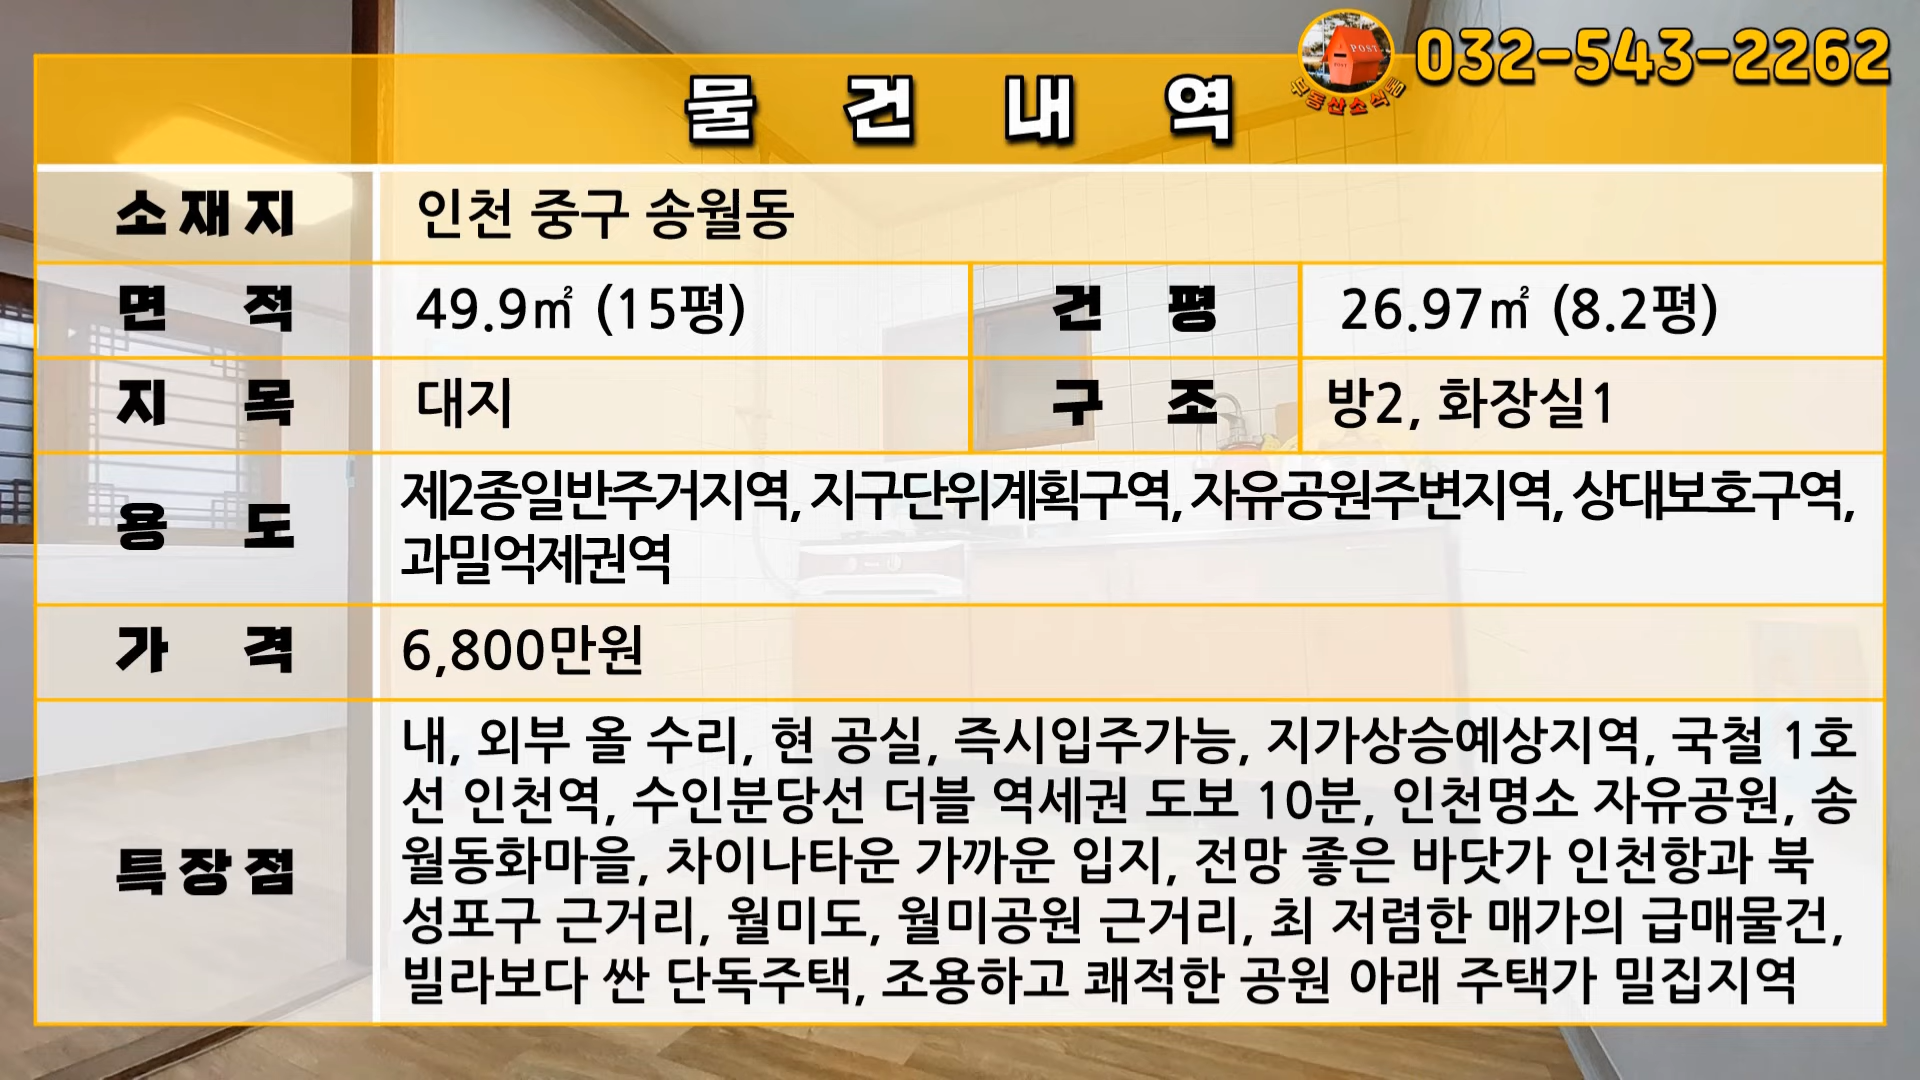 032-543-2262
부동산소식통
물건내역
소재지 인천 중구 송월동
면적 49.9㎡ (15평) 건평 26.97㎡ (8.2평)
지목 대지 구조 방2, 화장실1
용도 제2종일반주거지역, 지구단위계획구역, 자유공원주변지역, 상대보호구역,
과밀억제권역
가격 6,800만원
특장점 내, 외부 올 수리, 현 공실, 즉시입주가능, 지가상승예상지역, 국철 1호
선 인천역, 수인분당선 더블 역세권 도보 10분, 인천명소 자유공원, 송
월동화마을, 차이나타운 가까운 입지, 전망 좋은 바닷가 인천항과 북
성포구 근거리, 월미도, 월미공원 근거리, 최 저렴한 매가의 급매물건,
빌라보다 싼 단독주택, 조용하고 쾌적한 공원 아래 주택가 밀집지역
POST
POST